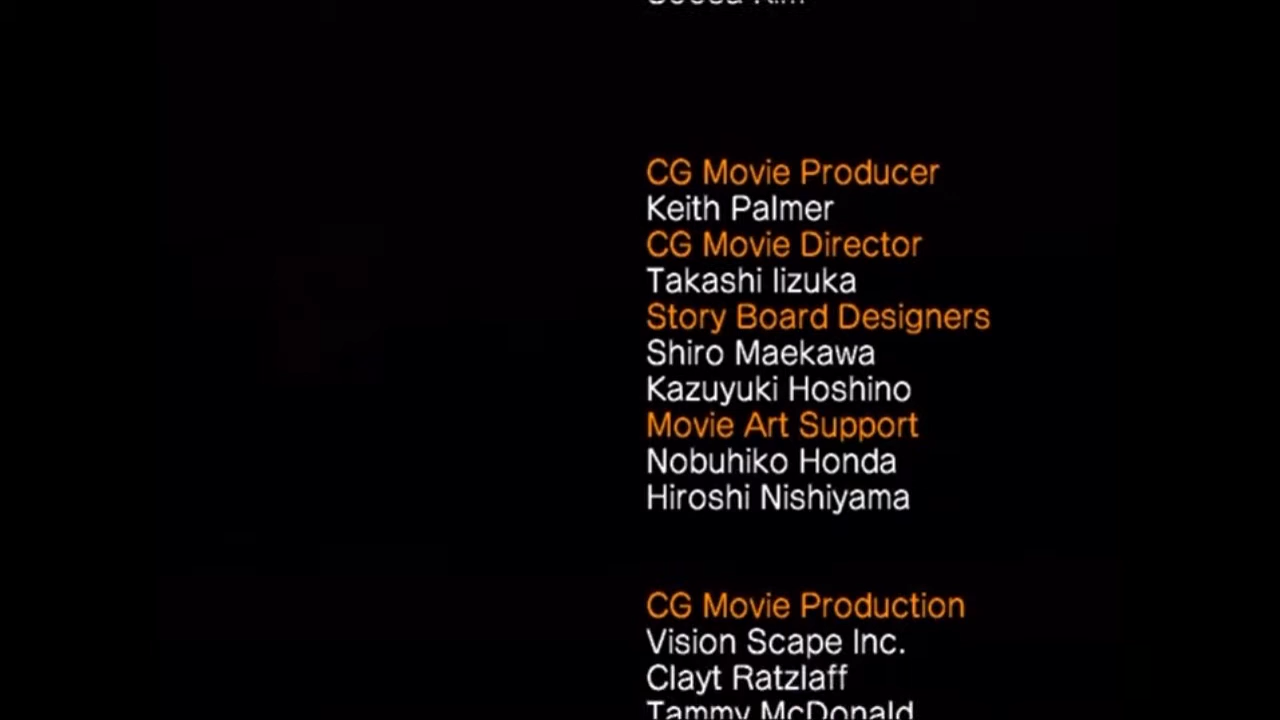 CG Movie Producer
Keith Palmer
CG Movie Director
Takashi Iizuka
Story Board Designers
Shiro Maekawa
Kazuyuki Hoshino
Movie Art Support
Nobuhiko Honda
Hiroshi Nishiyama
CG Movie Production
Vision Scape Inc.
Clayt Ratzlaff
Tammy McDonald